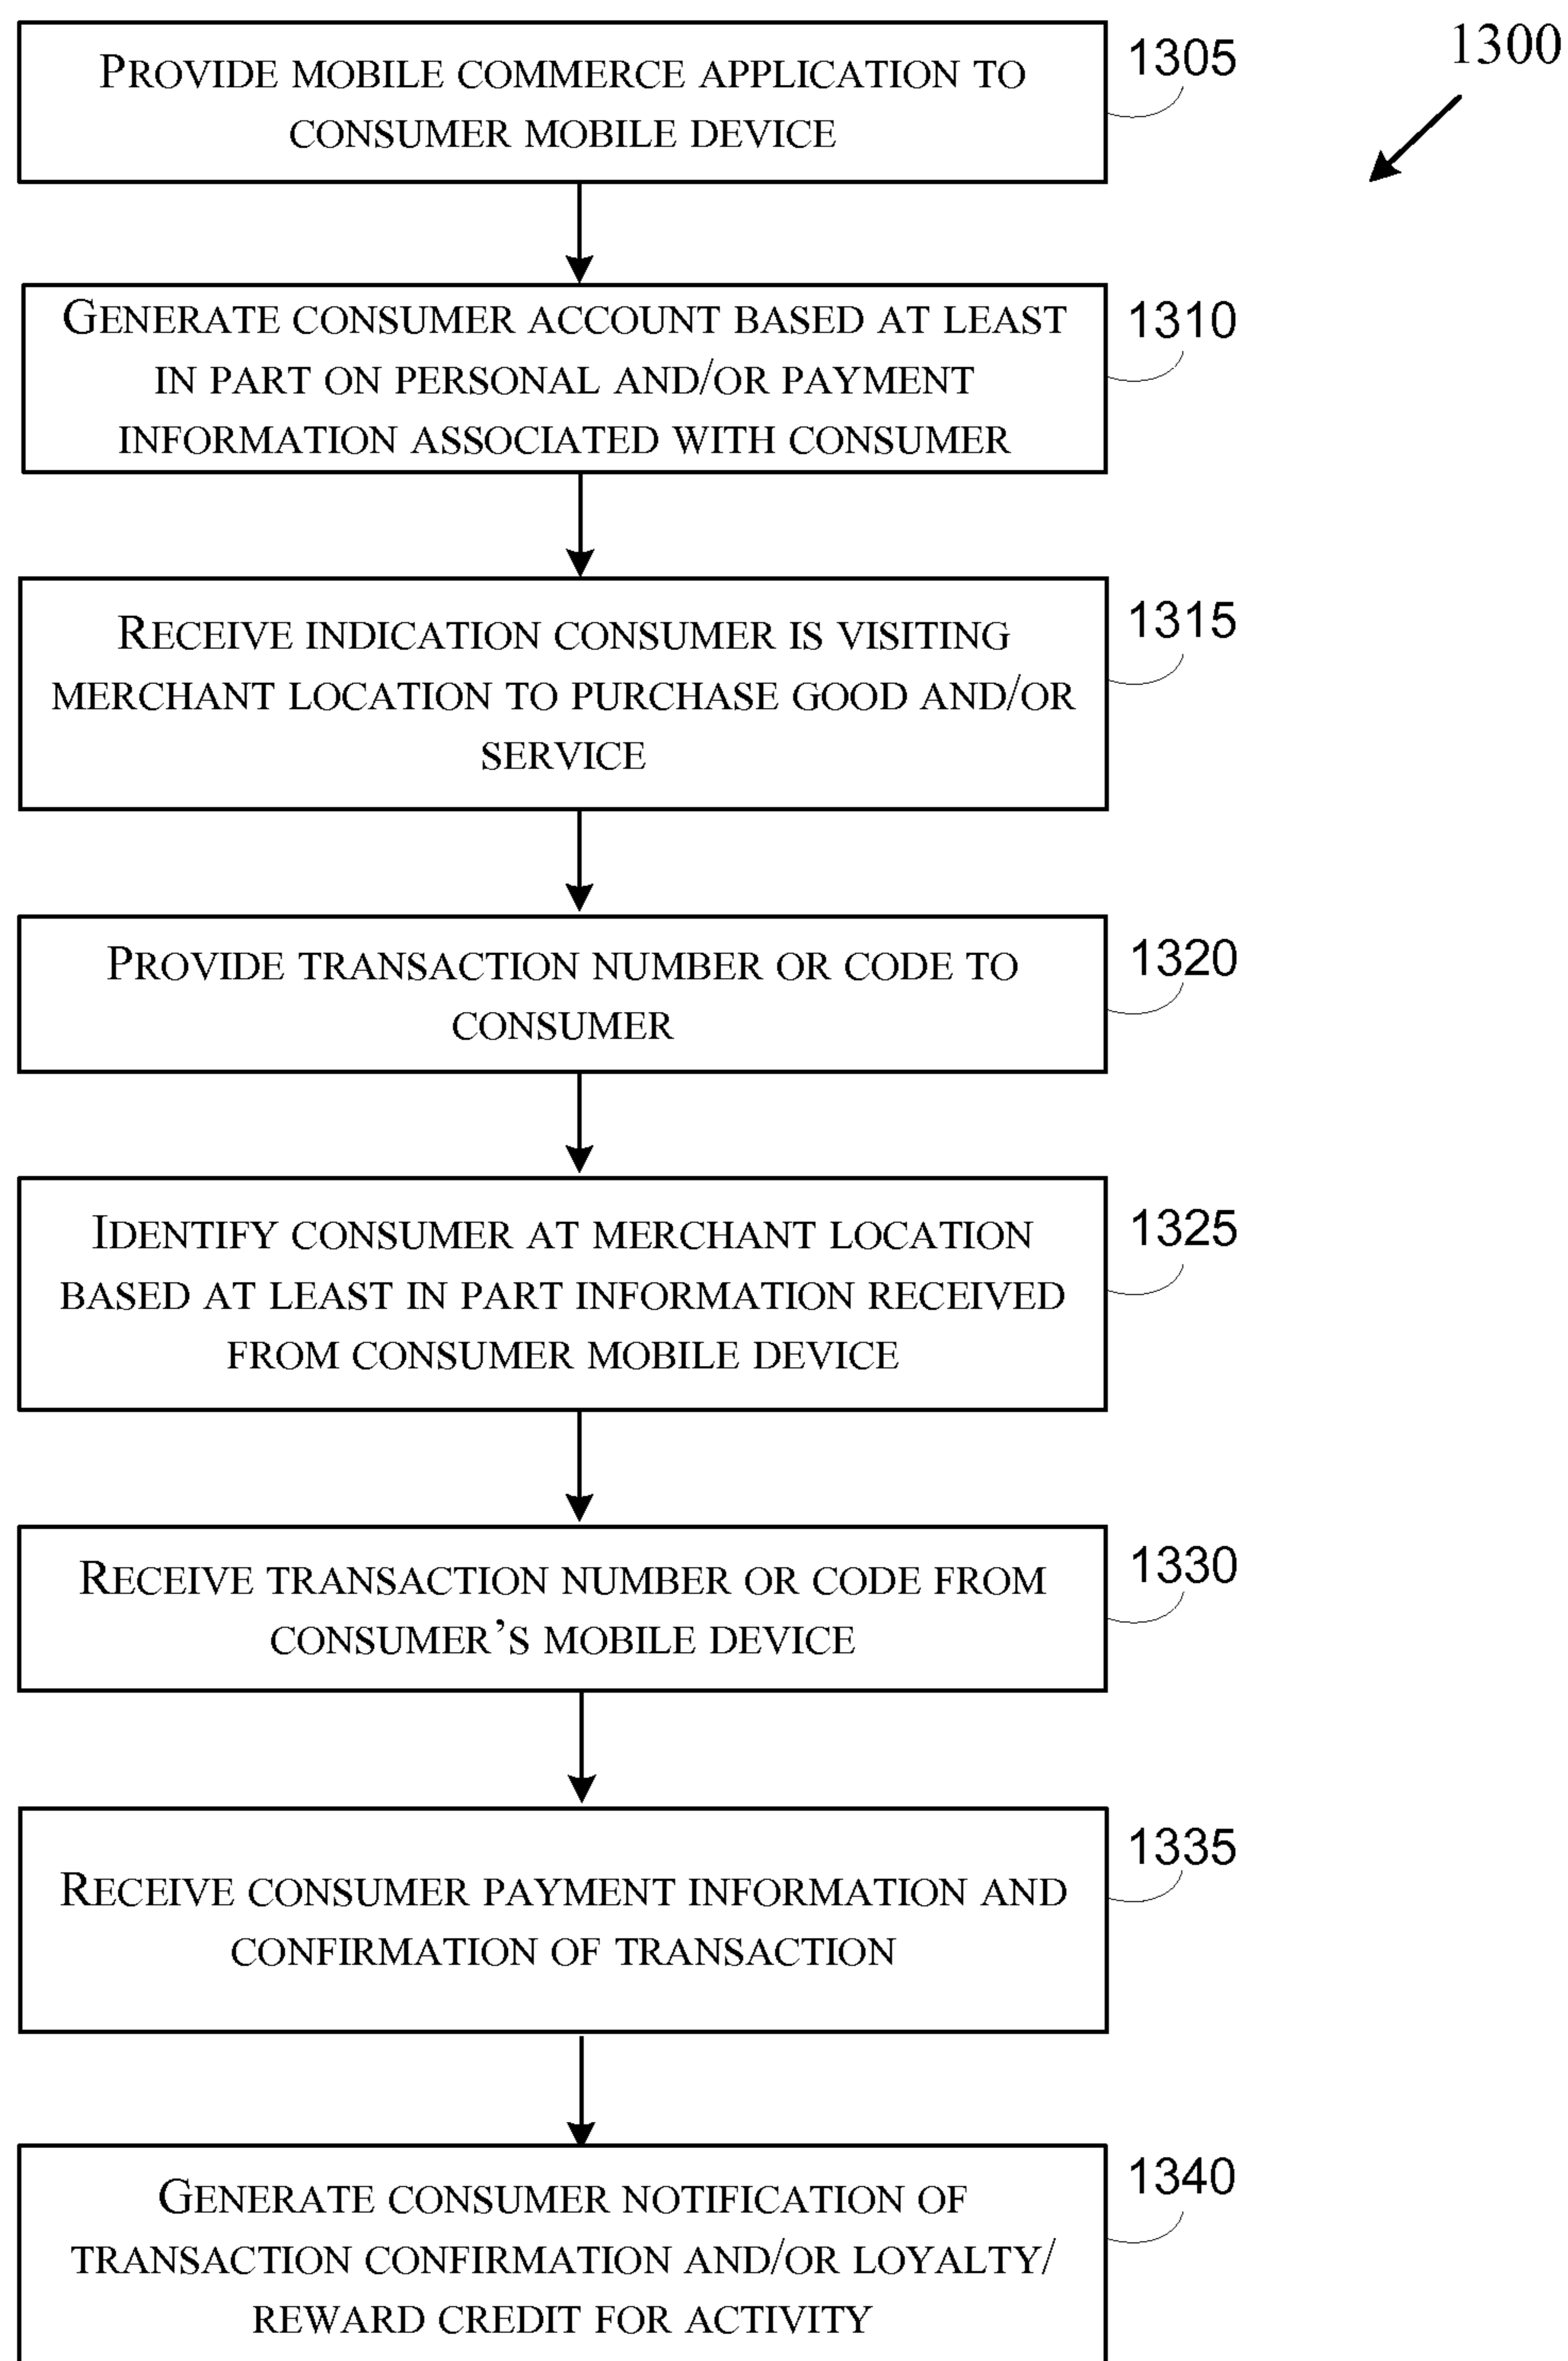 PROVIDE MOBILE COMMERCE APPLICATION TO
CONSUMER MOBILE DEVICE
1305
1300
GENERATE CONSUMER ACCOUNT BASED AT LEAST
IN PART ON PERSONAL AND/OR PAYMENT
INFORMATION ASSOCIATED WITH CONSUMER
1310
RECEIVE INDICATION CONSUMER IS VISITING
MERCHANT LOCATION TO PURCHASE GOOD AND/OR
SERVICE
1315
PROVIDE TRANSACTION NUMBER OR CODE TO
CONSUMER
1320
IDENTIFY CONSUMER AT MERCHANT LOCATION
BASED AT LEAST IN PART INFORMATION RECEIVED
FROM CONSUMER MOBILE DEVICE
1325
RECEIVE TRANSACTION NUMBER OR CODE FROM
CONSUMER’S MOBILE DEVICE
1330
RECEIVE CONSUMER PAYMENT INFORMATION AND
CONFIRMATION OF TRANSACTION
1335
GENERATE CONSUMER NOTIFICATION OF
TRANSACTION CONFIRMATION AND/OR LOYALTY/
REWARD CREDIT FOR ACTIVITY
1340